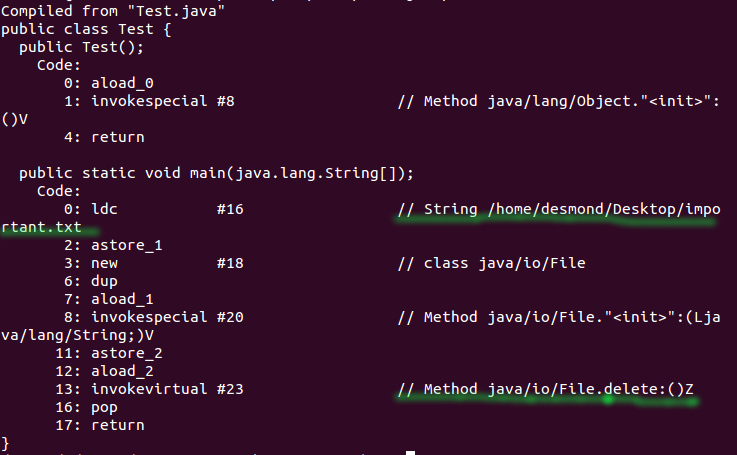 Compiled from "Test.java"
public class Test {
  public Test();
    Code:
       0: aload_0
       1: invokespecial #8                  // Method java/lang/Object."<init>":
()V
       4: return

  public static void main(java.lang.String[]);
    Code:
       0: ldc           #16                 // String /home/desmond/Desktop/impo
rtant.txt
       2: astore_1
       3: new           #18                 // class java/io/File
       6: dup
       7: aload_1
       8: invokespecial #20                 // Method java/io/File."<init>":(Lja
va/lang/String;)V
      11: astore_2
      12: aload_2
      13: invokevirtual #23                 // Method java/io/File.delete:()Z
      16: pop
      17: return
}